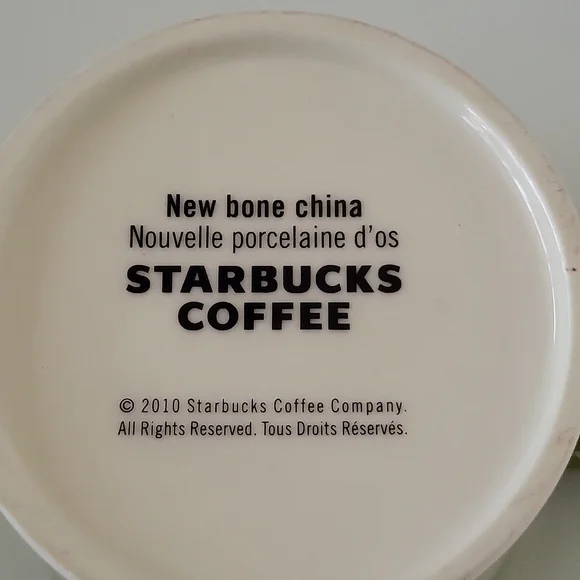 New bone china
Nouvelle porcelaine d'os
STARBUCKS
COFFEE
© 2010 Starbucks Coffee Company.
All Rights Reserved. Tous Droits Réservés.